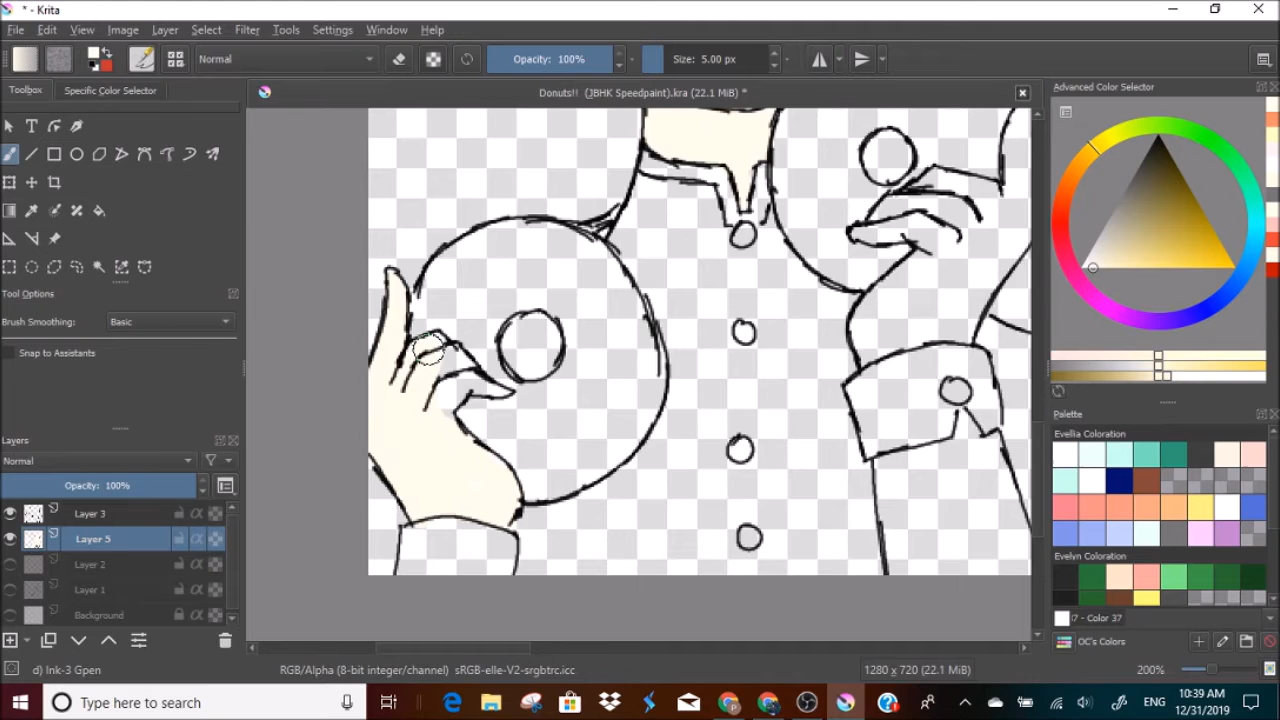 * - Krita
File Edit View Image Layer Select Filter Tools Settings Window Help
Normal Opacity: 100% Size: 5.00 px
Toolbox Specific Color Selector
Donuts!! (JBHK Speedpaint).kra (22.1 MiB) *
Advanced Color Selector
Tool Options
Brush Smoothing: Basic
Snap to Assistants
Palette
Evellia Coloration
Layers
Normal
Opacity: 100%
Layer 3
Layer 5
Layer 2
Layer 1
Background
Evelyn Coloration
37 - Color 37
OC's Colors
d) Ink-3 Gpen
RGB/Alpha (8-bit integer/channel) sRGB-elle-V2-srgbtrc.icc
1280 x 720 (22.1 MiB)
200%
Type here to search
ENG
10:39 AM
12/31/2019